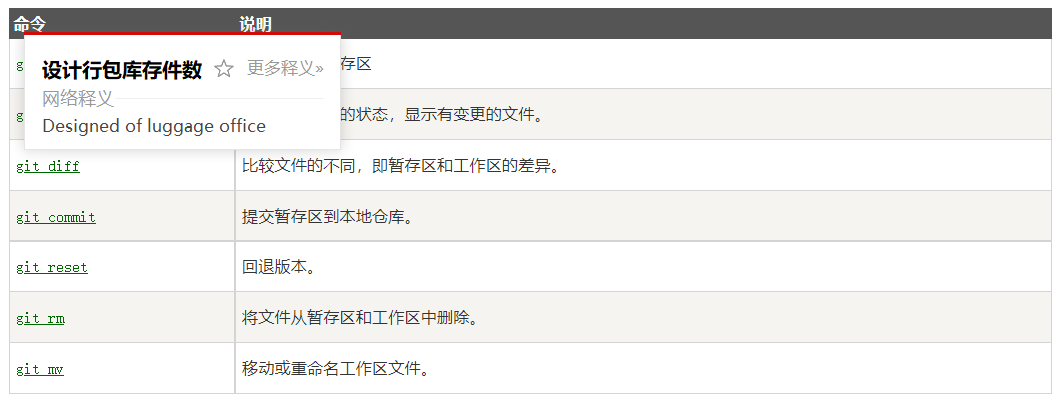 命令 说明
设计行包库存件数 更多释义»
网络释义
Designed of luggage office
存区
的状态，显示有变更的文件。
git diff 比较文件的不同，即暂存区和工作区的差异。
git commit 提交暂存区到本地仓库。
git reset 回退版本。
git rm 将文件从暂存区和工作区中删除。
git mv 移动或重命名工作区文件。